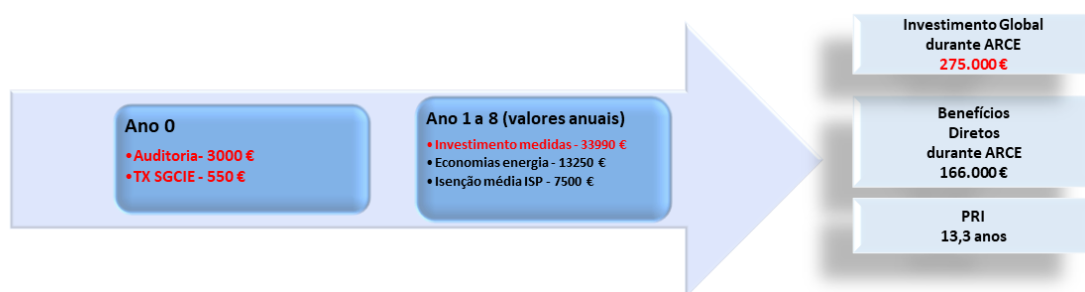 Ano 0
•Auditoria- 3000 €
•TX SGCIE - 550 €
Ano 1 a 8 (valores anuais)
•Investimento medidas - 33990 €
•Economias energia - 13250 €
•Isenção média ISP - 7500 €
Investimento Global
durante ARCE
275.000 €
Benefícios
Diretos
durante ARCE
166.000 €
PRI
13,3 anos